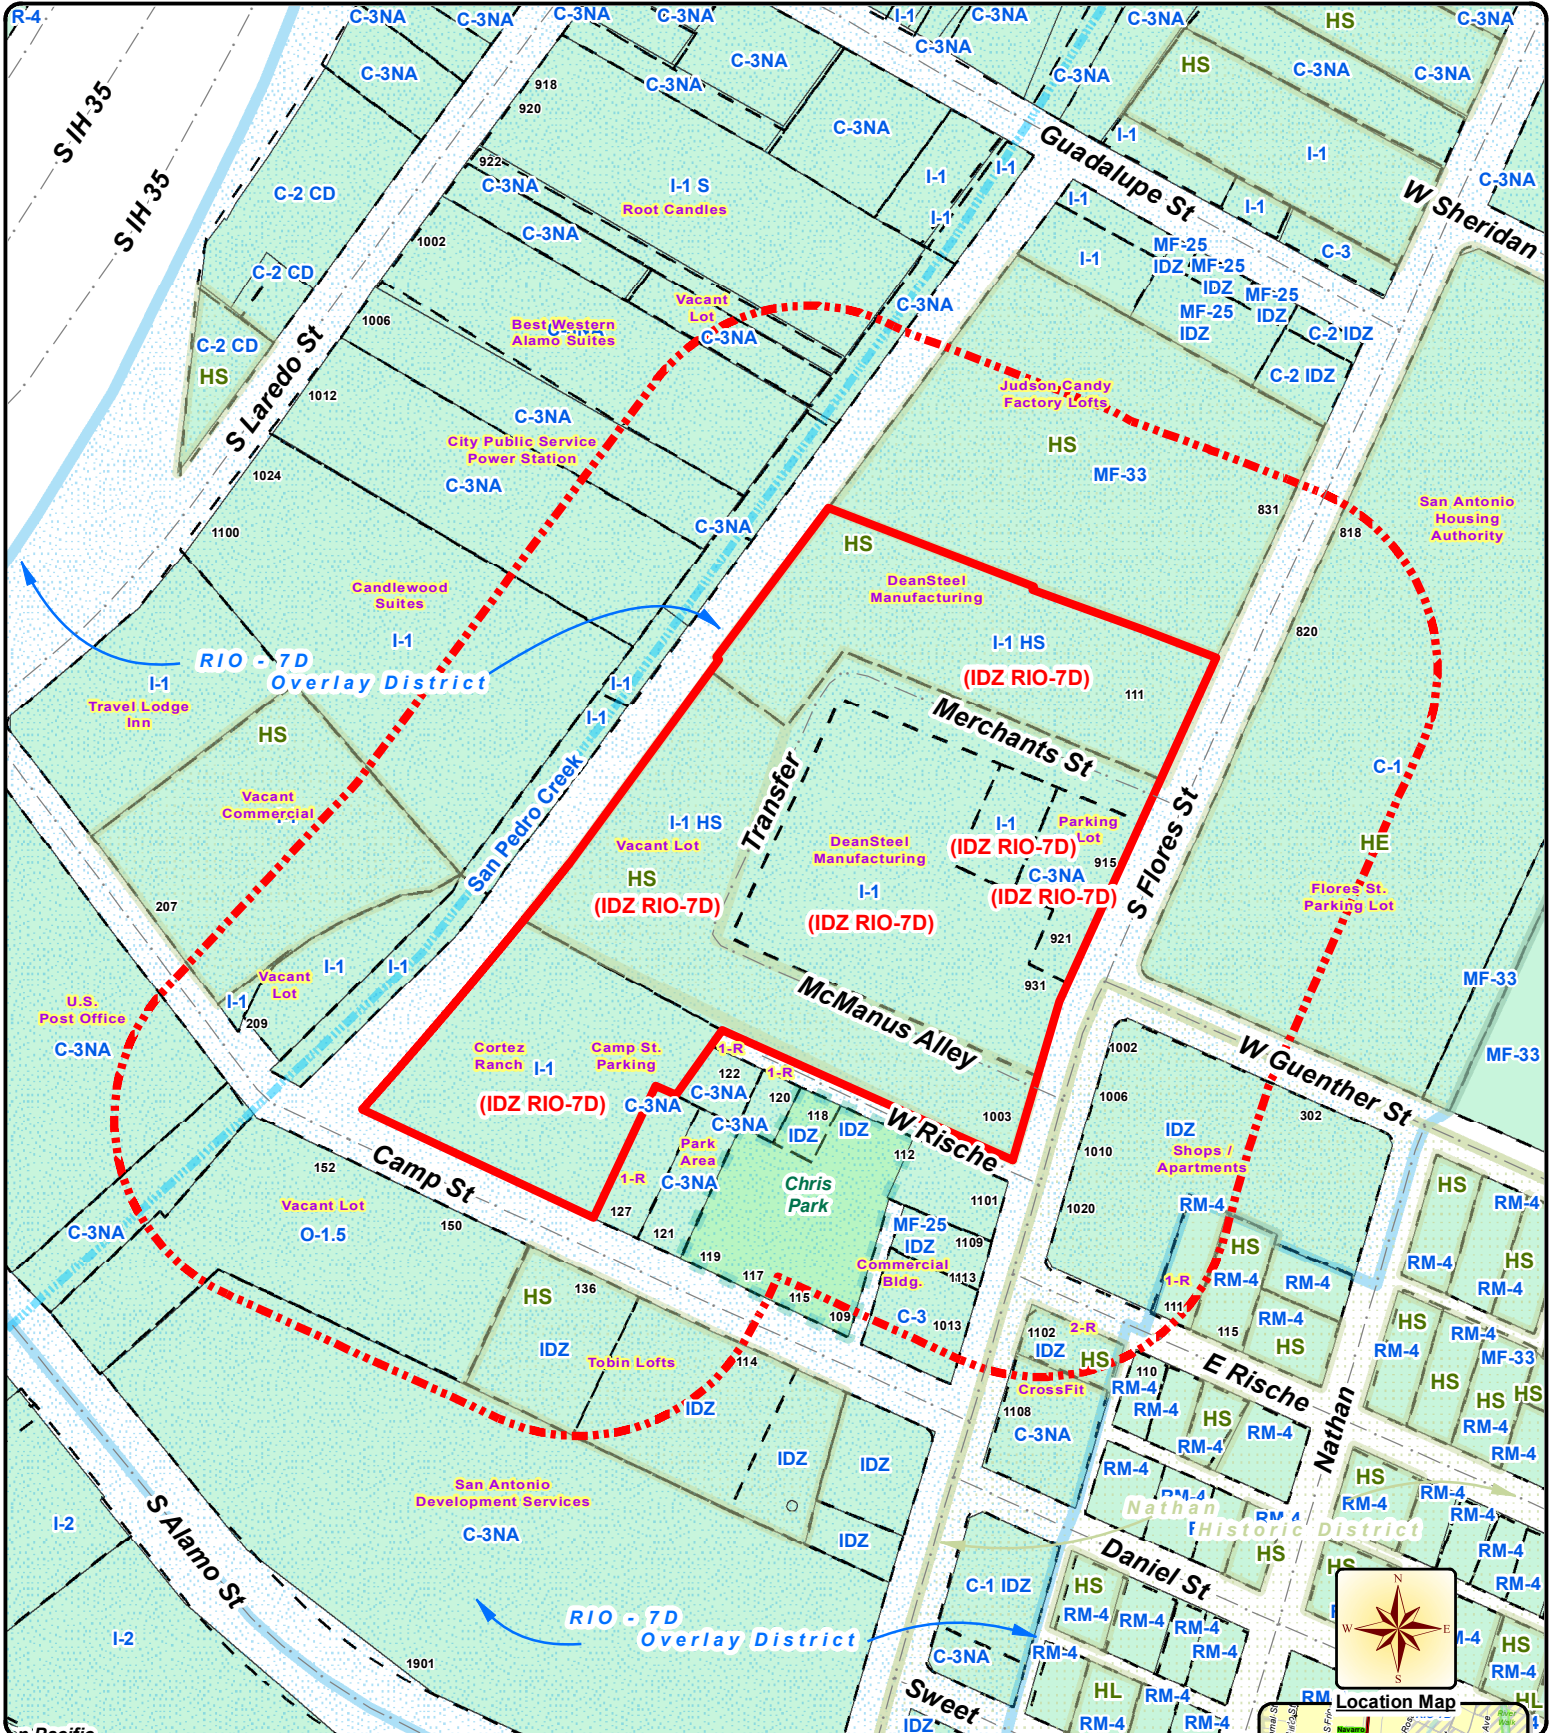 R-4
C-3NA
C-3NA
C-3NA
C-3NA
I-1
C-3NA
C-3NA
HS
C-3NA
S IH 35
S IH 35
C-3NA
918
920
C-3NA
C-3NA
C-3NA
C-3NA
HS
C-3NA
C-3NA
C-3NA
I-1
I-1
Guadalupe St
W Sheridan
C-3NA
922
C-3NA
I-1 S
Root Candles
I-1
I-1
I-1
I-1
I-1
C-3
C-2 CD
C-3NA
1002
I-1
MF-25
IDZ
MF-25
IDZ
MF-25
IDZ
MF-25
IDZ
C-2 IDZ
C-2 IDZ
C-2 CD
C-2 CD
HS
S Laredo St
1006
Best Western
Alamo Suites
Vacant
Lot
C-3NA
C-3NA
1012
C-3NA
City Public Service
Power Station
C-3NA
Judson Candy
Factory Lofts
HS
MF-33
1024
1100
C-3NA
831
818
San Antonio
Housing
Authority
HS
DeanSteel
Manufacturing
Candlewood
Suites
I-1
I-1 HS
(IDZ RIO-7D)
111
820
RIO - 7D
Overlay District
I-1
Travel Lodge
Inn
HS
I-1
I-1
Merchants St
Transfer
C-1
San Pedro Creek
Vacant
Commercial
I-1 HS
Vacant Lot
HS
(IDZ RIO-7D)
DeanSteel
Manufacturing
I-1
(IDZ RIO-7D)
I-1
(IDZ RIO-7D)
Parking
Lot
915
C-3NA
(IDZ RIO-7D)
S Flores St
HE
Flores St.
Parking Lot
207
921
931
I-1
I-1
Vacant
Lot
I-1
209
U.S.
Post Office
C-3NA
McManus Alley
MF-33
MF-33
Cortez
Ranch
I-1
(IDZ RIO-7D)
Camp St.
Parking
1-R
1-R
122
C-3NA
C-3NA
C-3NA
120
118
IDZ
IDZ
W Rische
1003
1002
W Guenther St
1006
302
IDZ
Shops /
Apartments
1010
Park
Area
C-3NA
1-R
Chris
Park
112
152
Camp St
Vacant Lot
O-1.5
150
C-3NA
127
121
119
117
115
109
1101
MF-25
IDZ
1109
Commercial
Bldg.
1113
C-3
1013
1020
RM-4
HS
1-R
RM-4
RM-4
111
RM-4
115
HS
HS
RM-4
RM-4
HS
RM-4
HS
RM-4
RM-4
MF-33
HS
HS
HS
RM-4
RM-4
HS
136
IDZ
Tobin Lofts
114
IDZ
1102
IDZ
2-R
HS
CrossFit
1108
C-3NA
110
RM-4
RM-4
HS
RM-4
RM-4
E Rische
Nathan
RM-4
HS
RM-4
RM-4
RM-4
IDZ
IDZ
IDZ
San Antonio
Development Services
C-3NA
I-2
S Alamo St
I-2
1901
RM-4
RM-4
Nathan
Historic District
HS
HS
RM-4
RM-4
Daniel St
C-1 IDZ
HS
RM-4
RM-4
RM-4
RM-4
RIO - 7D
Overlay District
C-3NA
RM-4
HL
RM-4
RM-4
RM-4
Sweet
IDZ
N
W
E
S
HS
RM-4
HL
RM
Location Map
Navarro
River
Walk